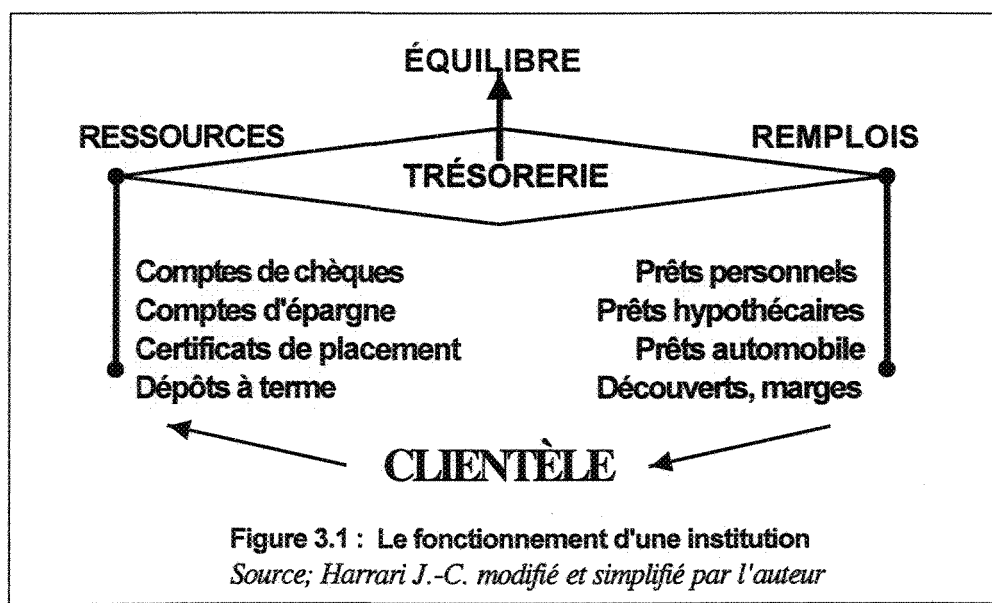 ÉQUILIBRE
RESSOURCES
REMPLOIS
TRÉSORERIE
Comptes de chèques
Comptes d'épargne
Certificats de placement
Dépôts à terme
Prêts personnels
Prêts hypothécaires
Prêts automobile
Découverts, marges
CLIENTÈLE
Figure 3.1 : Le fonctionnement d'une institution
Source; Harrari J.-C. modifié et simplifié par l'auteur